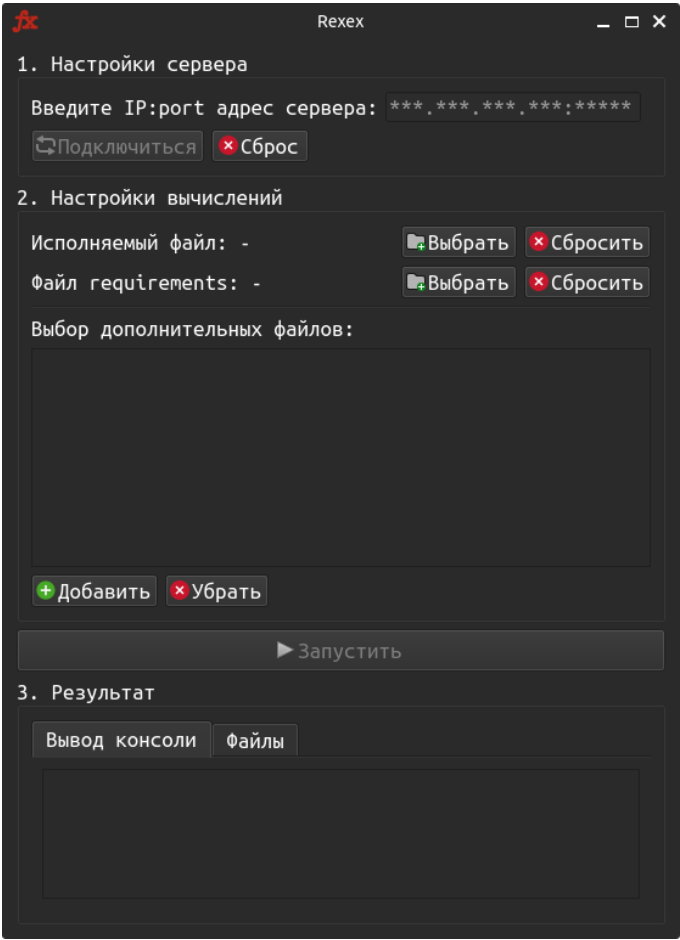 fx Rexex
1. Настройки сервера
Введите IP:port адрес сервера: ***.***.***.***:*****
Подключиться Сброс
2. Настройки вычислений
Исполняемый файл: - Выбрать Сбросить
Файл requirements: - Выбрать Сбросить
Выбор дополнительных файлов:
Добавить Убрать
Запустить
3. Результат
Вывод консоли Файлы